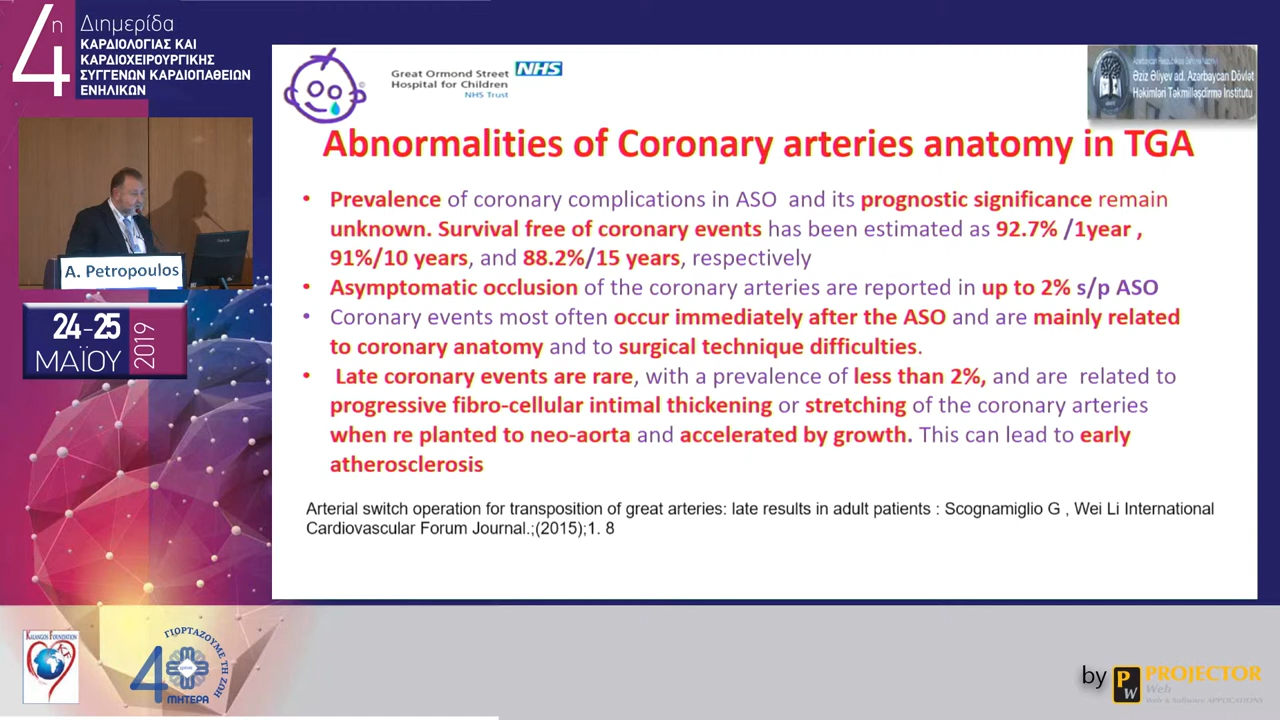 4η Διημερίδα
ΚΑΡΔΙΟΛΟΓΙΑΣ ΚΑΙ
ΚΑΡΔΙΟΧΕΙΡΟΥΡΓΙΚΗΣ
ΣΥΓΓΕΝΩΝ ΚΑΡΔΙΟΠΑΘΕΙΩΝ
ΕΝΗΛΙΚΩΝ
A. Petropoulos
24-25
ΜΑΪΟΥ
2019
Great Ormond Street NHS
Hospital for Children
NHS Trust
Əziz Əliyev ad. Azərbaycan Dövlət
Həkimləri Təkmilləşdirmə İnstitutu
Abnormalities of Coronary arteries anatomy in TGA
• Prevalence of coronary complications in ASO and its prognostic significance remain
unknown. Survival free of coronary events has been estimated as 92.7% /1year ,
91%/10 years, and 88.2%/15 years, respectively
• Asymptomatic occlusion of the coronary arteries are reported in up to 2% s/p ASO
• Coronary events most often occur immediately after the ASO and are mainly related
to coronary anatomy and to surgical technique difficulties.
• Late coronary events are rare, with a prevalence of less than 2%, and are related to
progressive fibro-cellular intimal thickening or stretching of the coronary arteries
when re planted to neo-aorta and accelerated by growth. This can lead to early
atherosclerosis
Arterial switch operation for transposition of great arteries: late results in adult patients : Scognamiglio G , Wei Li International
Cardiovascular Forum Journal.;(2015);1. 8
KALANGOS FOUNDATION
ΓΙΟΡΤΑΖΟΥΜΕ ΤΗ ΖΩΗ
40
ΜΗΤΕΡΑ
by PW PROJECTOR
Web
Web & Software APPLICATIONS